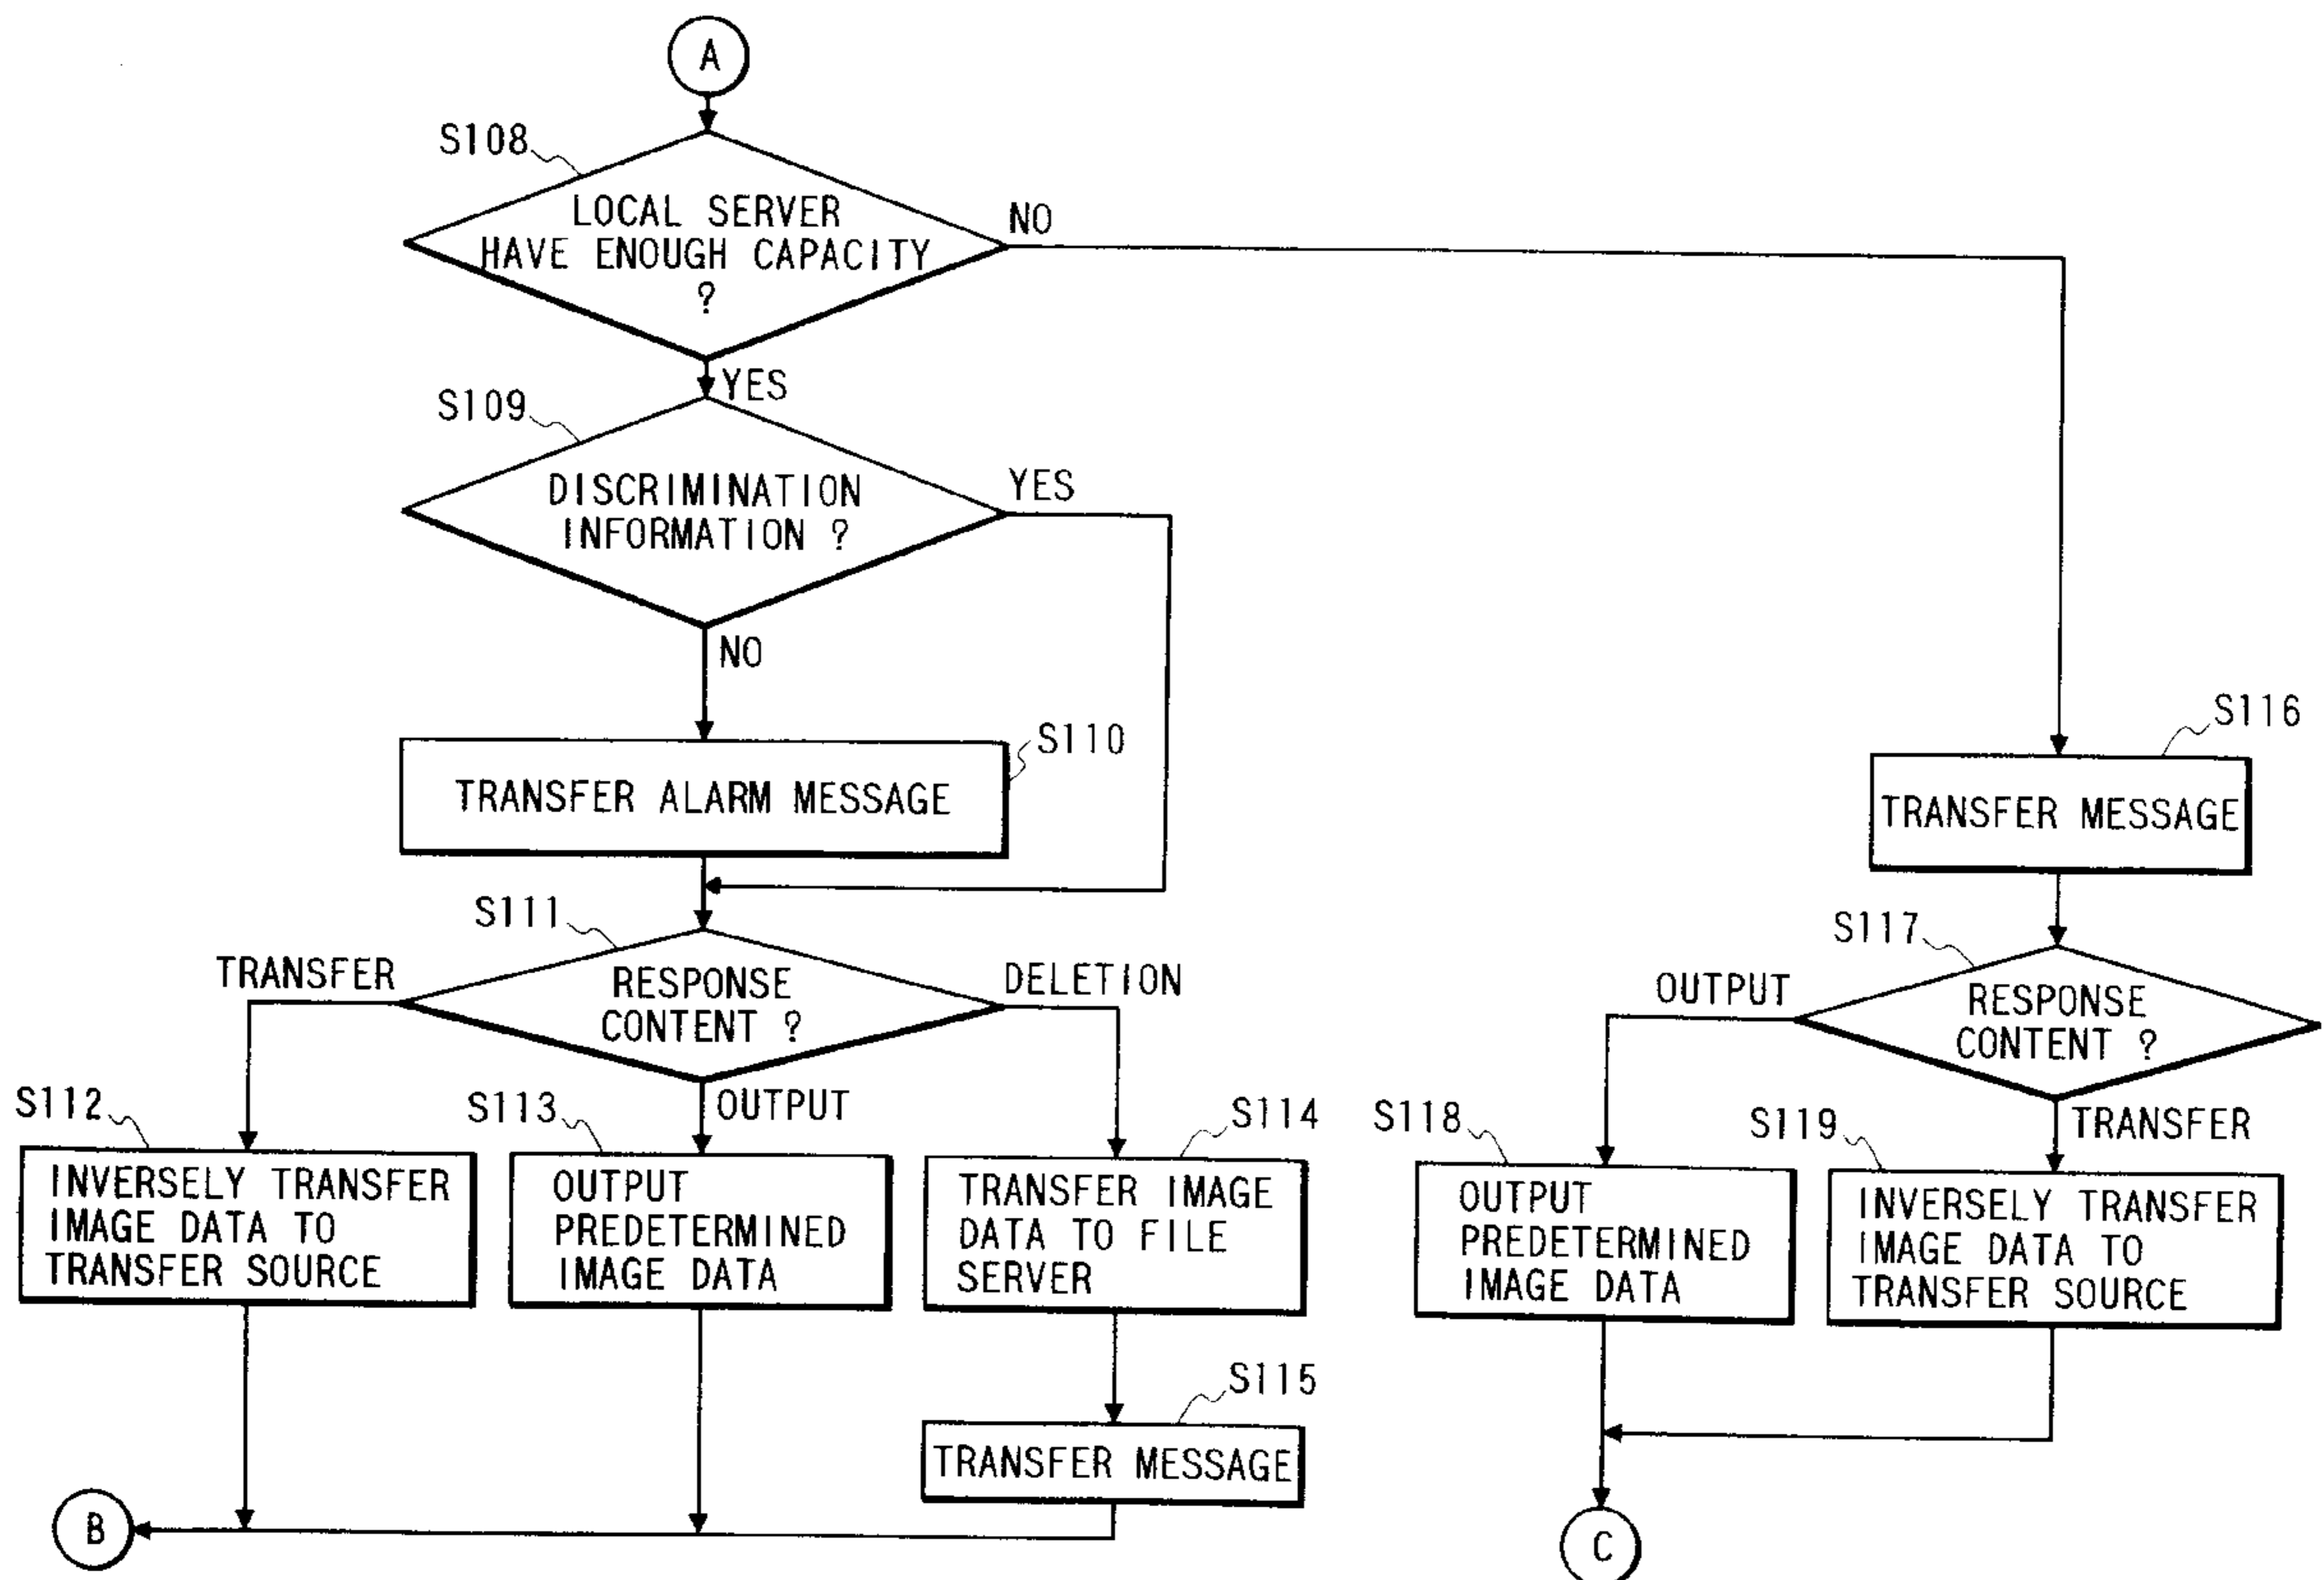 A
S108
LOCAL SERVER
HAVE ENOUGH CAPACITY
?
NO
YES
S109
DISCRIMINATION
INFORMATION ?
YES
NO
S110
TRANSFER ALARM MESSAGE
S116
TRANSFER MESSAGE
S111
RESPONSE
CONTENT ?
TRANSFER
DELETION
OUTPUT
S117
RESPONSE
CONTENT ?
OUTPUT
TRANSFER
S112
INVERSELY TRANSFER
IMAGE DATA TO
TRANSFER SOURCE
S113
OUTPUT
PREDETERMINED
IMAGE DATA
S114
TRANSFER IMAGE
DATA TO FILE
SERVER
S118
OUTPUT
PREDETERMINED
IMAGE DATA
S119
INVERSELY TRANSFER
IMAGE DATA TO
TRANSFER SOURCE
S115
TRANSFER MESSAGE
B
C